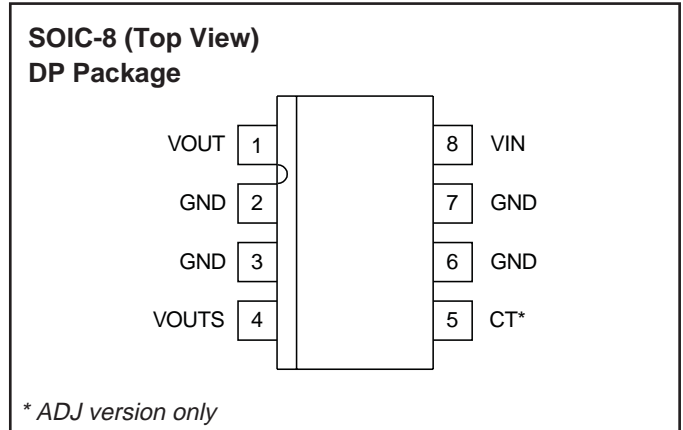 SOIC-8 (Top View)
DP Package
VOUT 1 8 VIN
GND 2 7 GND
GND 3 6 GND
VOUTS 4 5 CT*
* ADJ version only